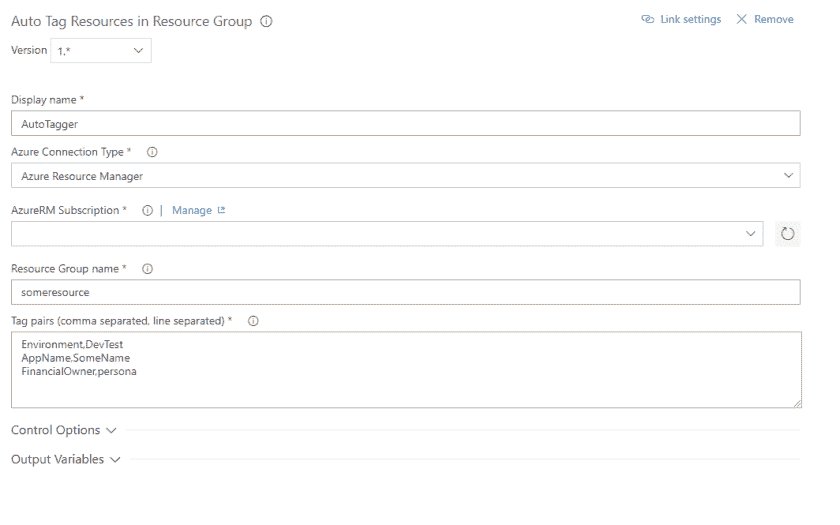 Auto Tag Resources in Resource Group
Link settings
Remove
Version
1.*
Display name *
AutoTagger
Azure Connection Type *
Azure Resource Manager
AzureRM Subscription *
| Manage
Resource Group name *
someresource
Tag pairs (comma separated, line separated) *
Environment,DevTest
AppName,SomeName
FinancialOwner,persona
Control Options
Output Variables